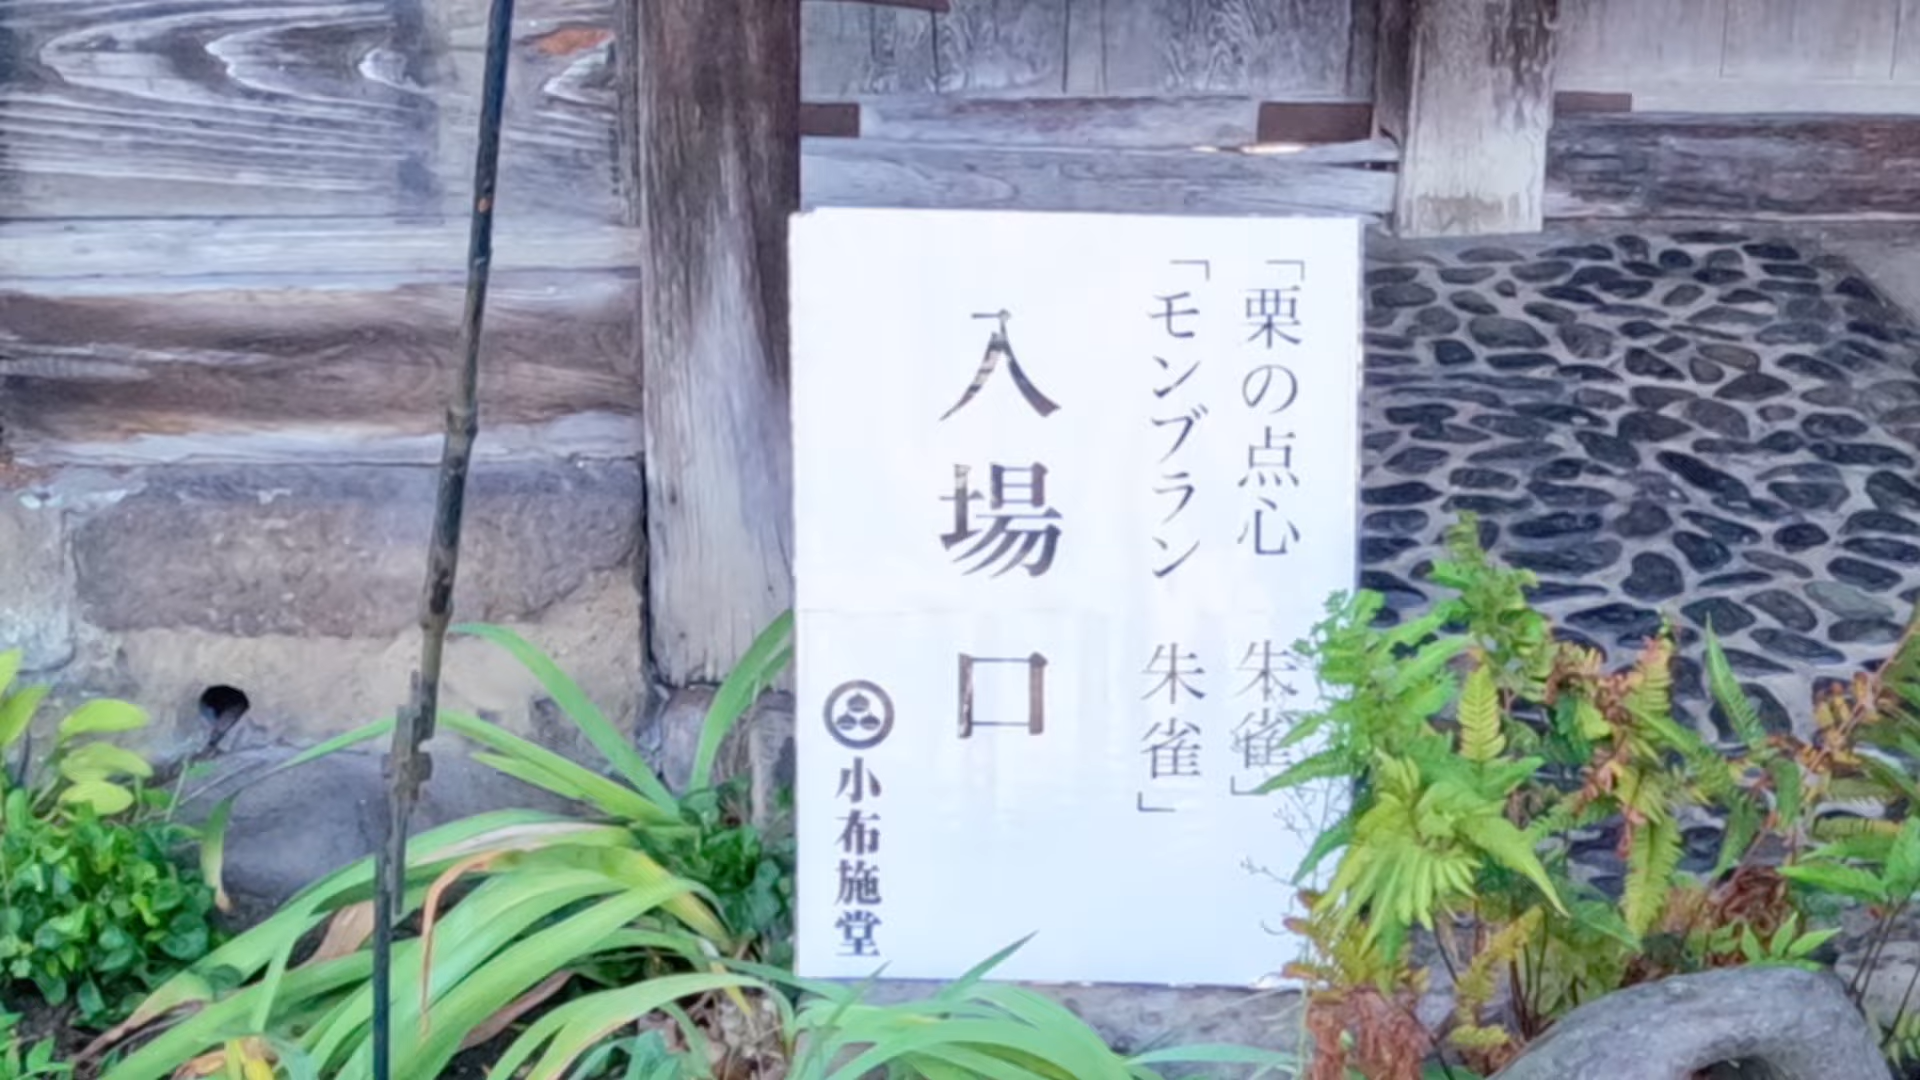 「栗の点心 朱雀」
「モンブラン 朱雀」
入場口
小布施堂